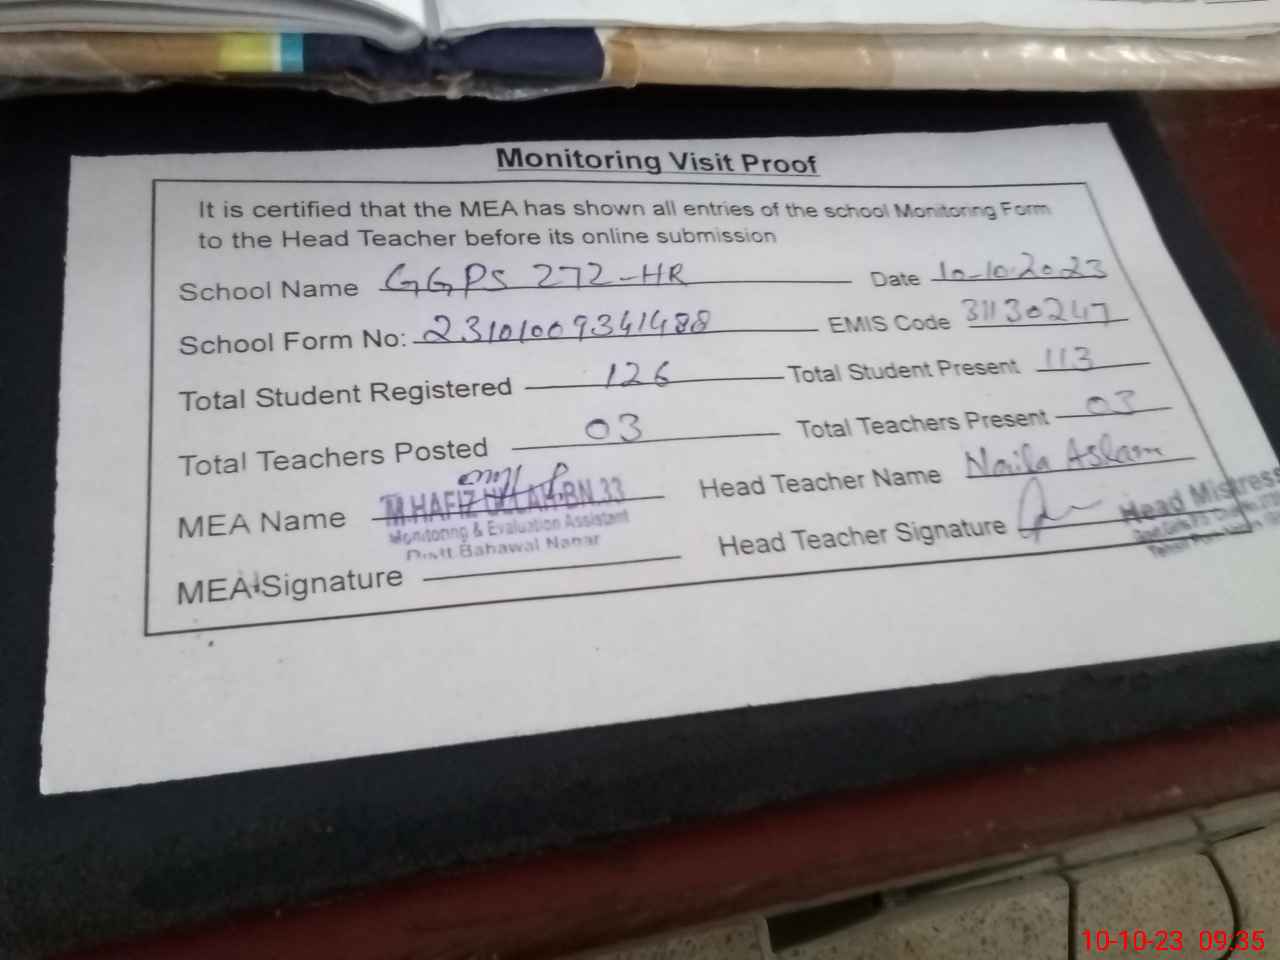 Monitoring Visit Proof
It is certified that the MEA has shown all entries of the school Monitoring Form
to the Head Teacher before its online submission
School Name GGPS 272-HR Date 10-10-2023
School Form No: 23101009341488 EMIS Code 31130247
Total Student Registered 126 Total Student Present 113
Total Teachers Posted 03 Total Teachers Present 03
MEA Name M.HAFIZ ULLAH.BN 33 Head Teacher Name Naila Aslam
Monitoring & Evaluation Assistant
Distt. Bahawal Nagar
MEA Signature Head Teacher Signature Head Mistress
10-10-23 09:35